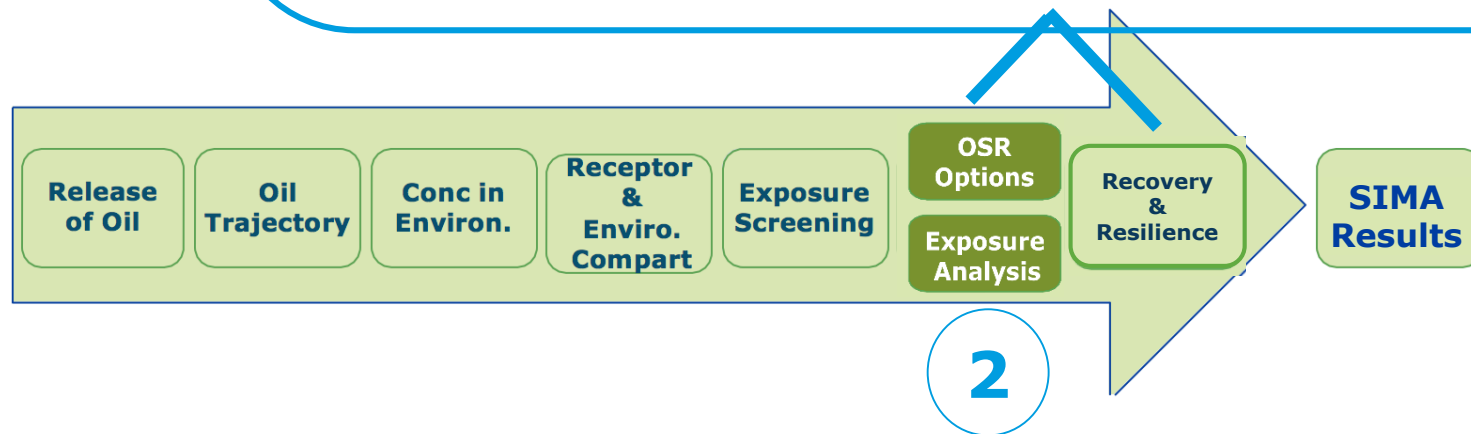 Release
of Oil
Oil
Trajectory
Conc in
Environ.
Receptor
&
Enviro.
Compart
Exposure
Screening
OSR
Options
Exposure
Analysis
Recovery
&
Resilience
SIMA
Results
2